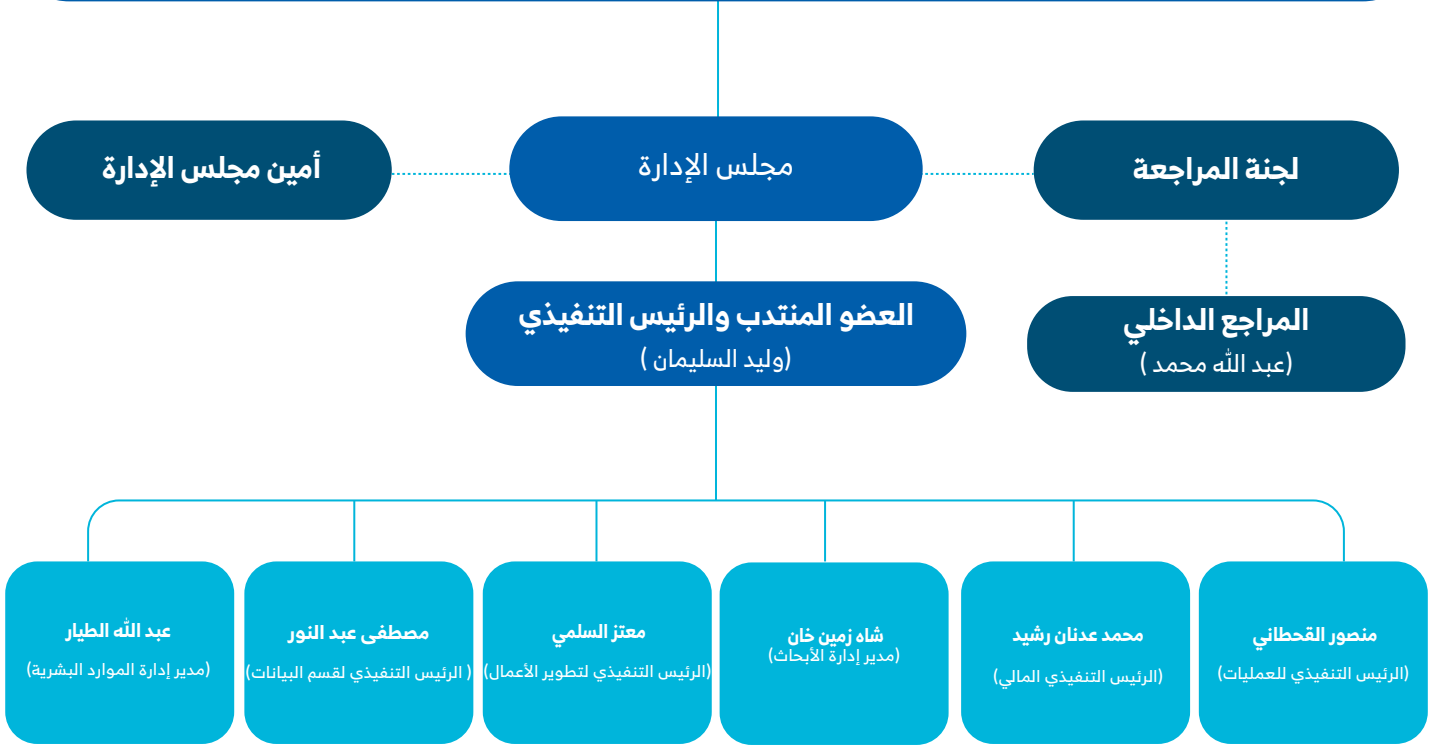 لجنة المراجعة
مجلس الإدارة
أمين مجلس الإدارة
العضو المنتدب والرئيس التنفيذي
(وليد السليمان )
المراجع الداخلي
(عبد الله محمد )
منصور القحطاني
(الرئيس التنفيذي للعمليات)
محمد عدنان رشيد
(الرئيس التنفيذي المالي)
شاه زمين خان
(مدير إدارة الأبحاث)
معتز السلمي
(الرئيس التنفيذي لتطوير الأعمال)
مصطفى عبد النور
( الرئيس التنفيذي لقسم البيانات)
عبد الله الطيار
(مدير إدارة الموارد البشرية)